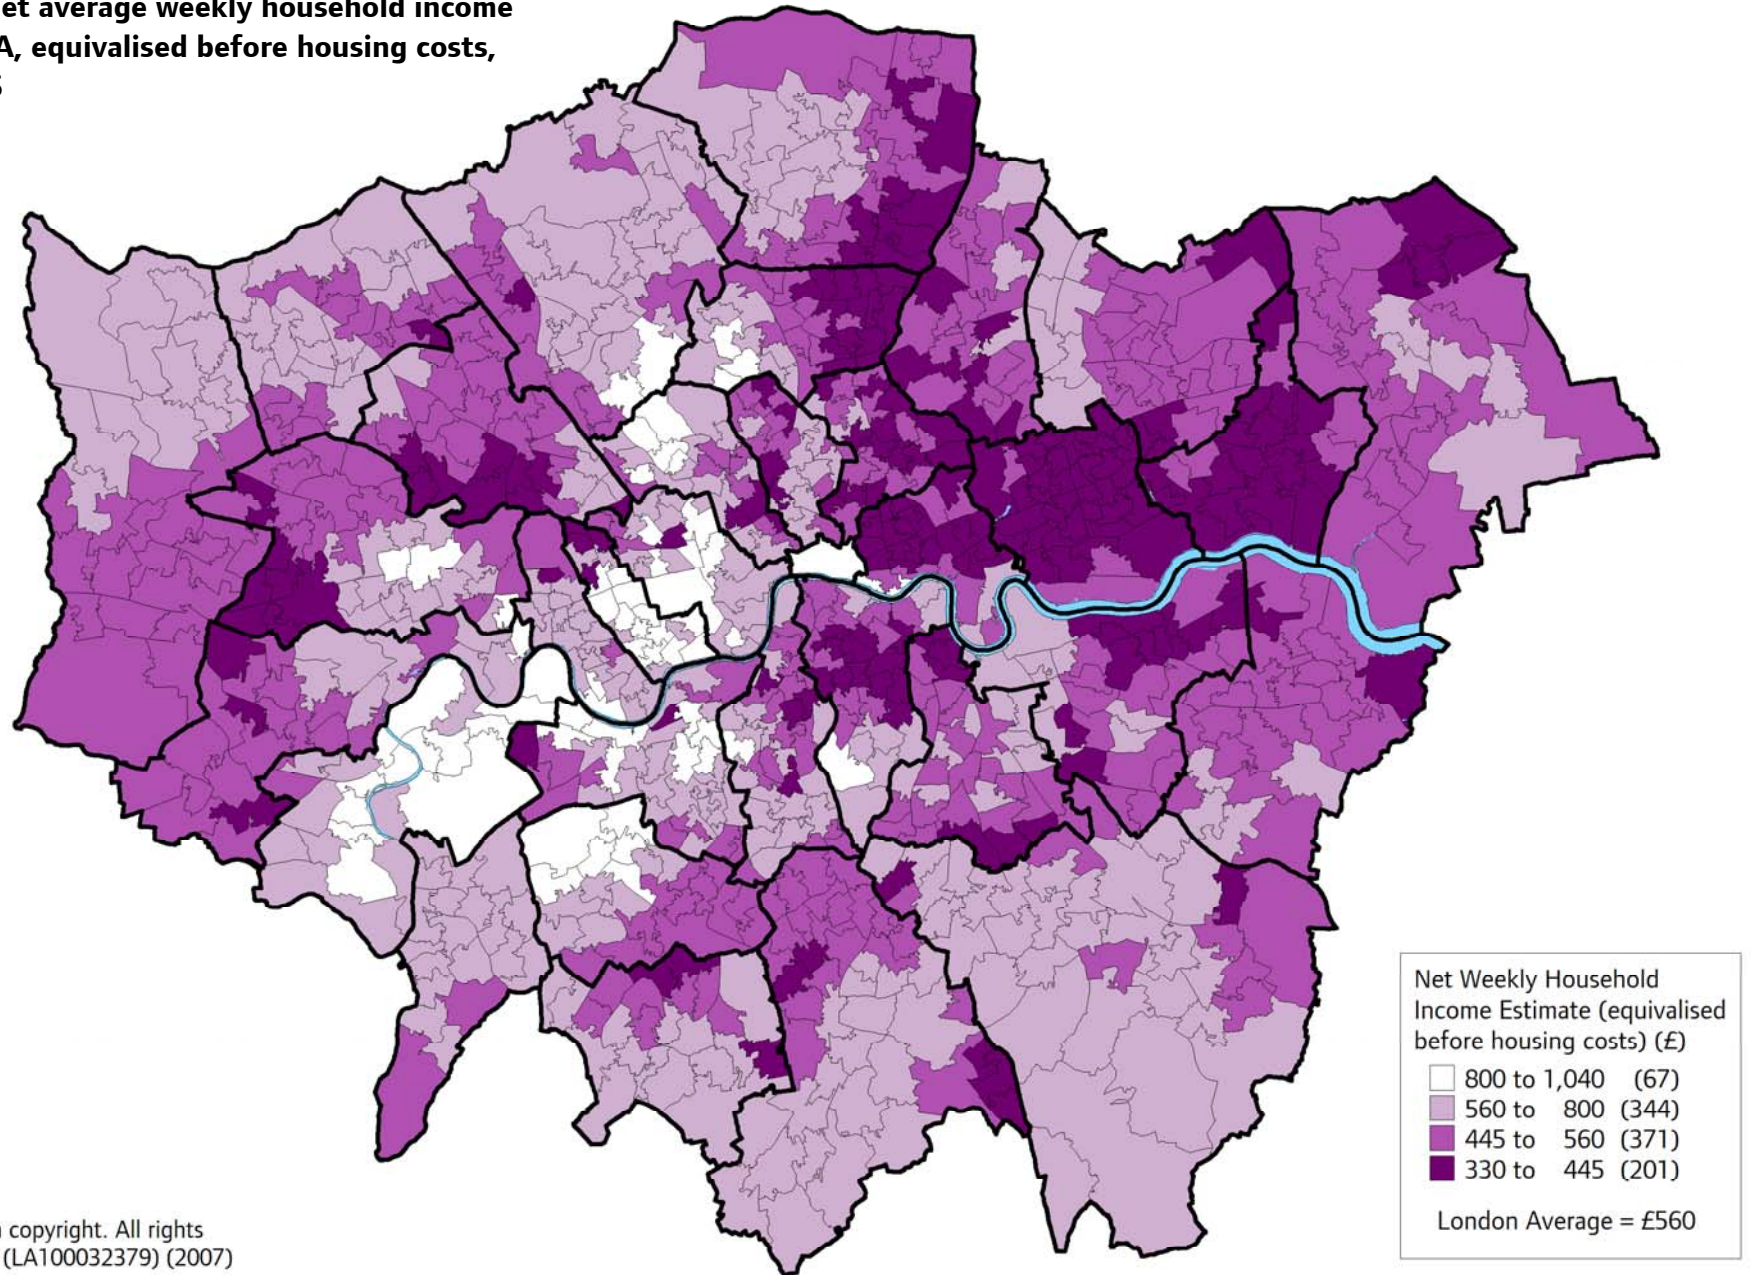 et average weekly household income
A, equivalised before housing costs,
Net Weekly Household
Income Estimate (equivalised
before housing costs) (£)
800 to 1,040 (67)
560 to 800 (344)
445 to 560 (371)
330 to 445 (201)
London Average = £560
copyright. All rights
(LA100032379) (2007)